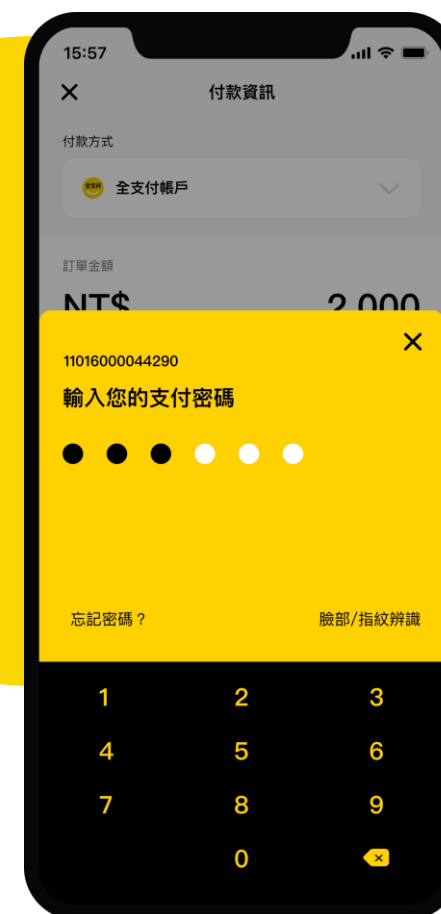 15:57
付款資訊
付款方式
全支付 全支付帳戶
訂單金額
NT$ 2,000
11016000044290
輸入您的支付密碼
忘記密碼？ 臉部/指紋辨識
1 2 3
4 5 6
7 8 9
0